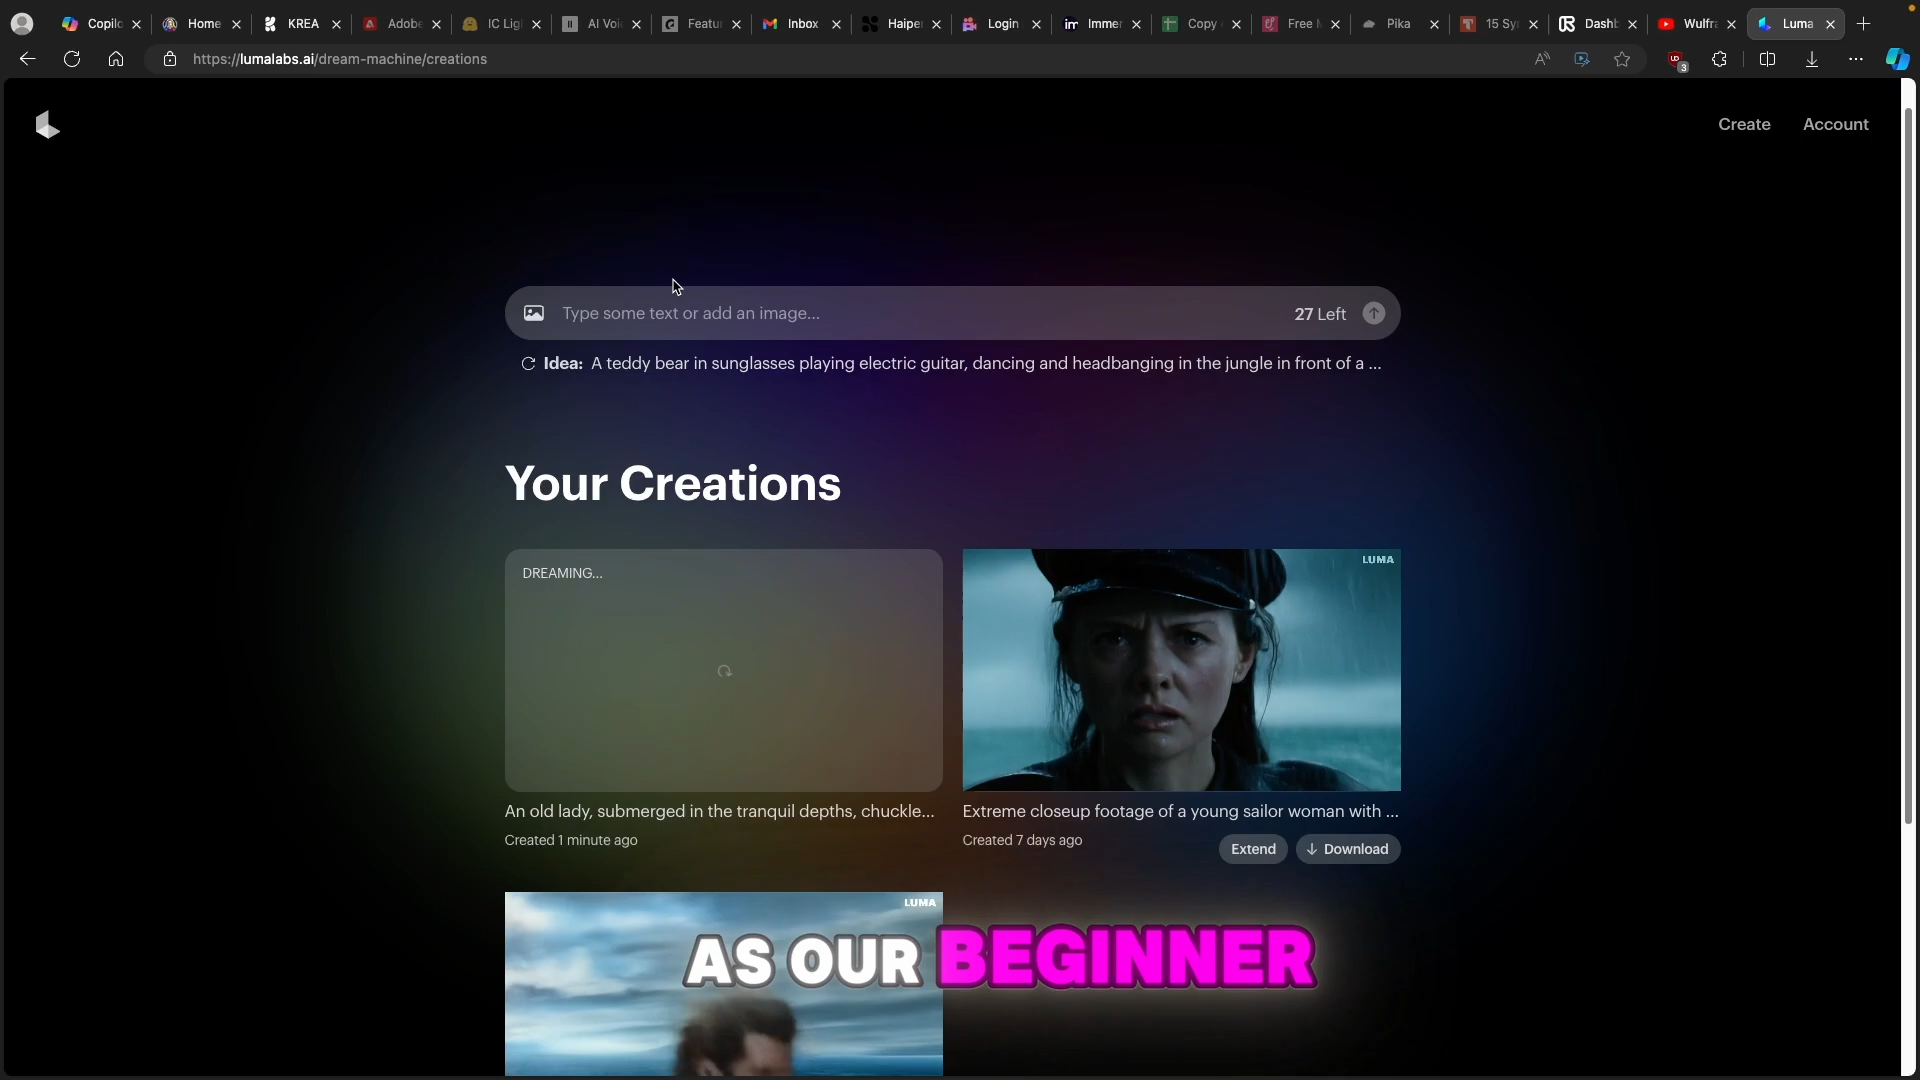 Copilo
Home
KREA
Adobe
IC Lig
AI Voi
Featur
Inbox
Haiper
Login
Immer
Copy
Free
Pika
15 Sy
Dashb
Wulfr
Luma
https://lumalabs.ai/dream-machine/creations
3
Create
Account
Type some text or add an image...
27 Left
Idea: A teddy bear in sunglasses playing electric guitar, dancing and headbanging in the jungle in front of a ...
Your Creations
DREAMING...
LUMA
An old lady, submerged in the tranquil depths, chuckle...
Created 1 minute ago
Extreme closeup footage of a young sailor woman with ...
Created 7 days ago
Extend
Download
LUMA
AS OUR BEGINNER